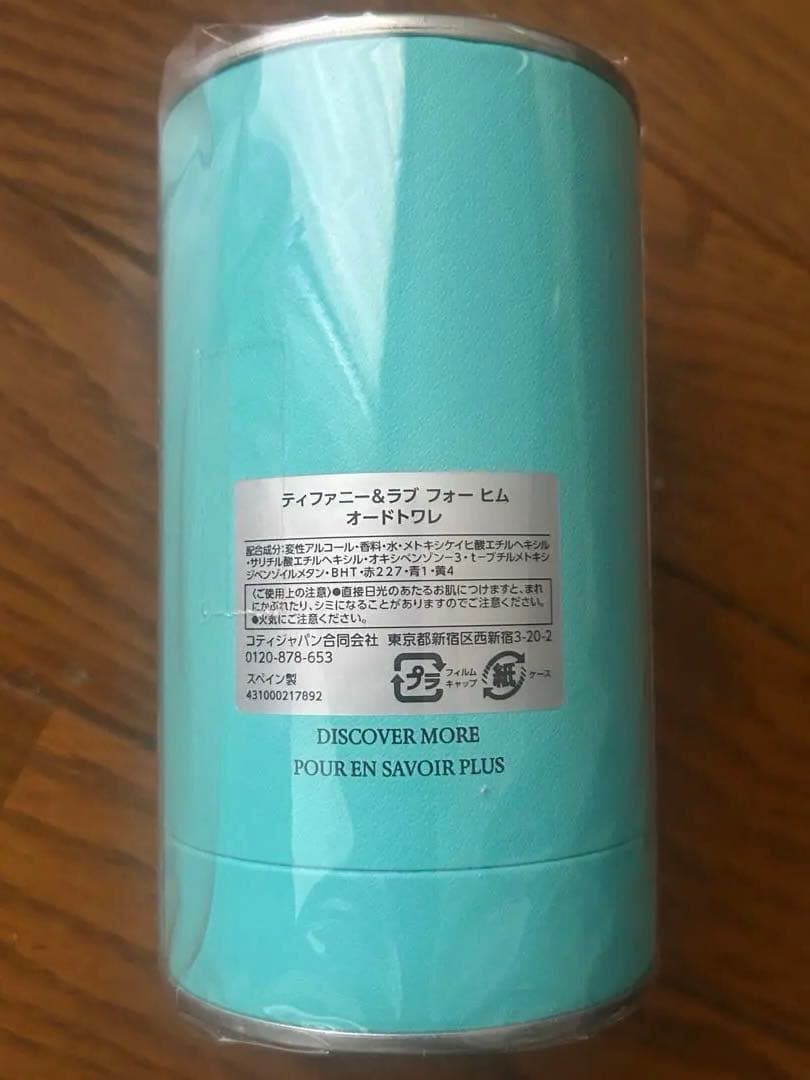 ティファニー&ラブ フォー ヒム
オードトワレ
配合成分:変性アルコール・香料・水・メトキシケイヒ酸エチルヘキシル
・サリチル酸エチルヘキシル・オキシベンゾン-3・t-ブチルメトキシ
ジベンゾイルメタン・BHT・赤227・青1・黄4
〈ご使用上の注意〉●直接日光のあたるお肌につけますと、まれ
にかぶれたり、シミになることがありますのでご注意ください。
●火気にご注意ください。
コティジャパン合同会社 東京都新宿区西新宿3-20-2
0120-878-653
スペイン製
431000217892
プラ
フィルム
キャップ
紙
ケース
DISCOVER MORE
POUR EN SAVOIR PLUS